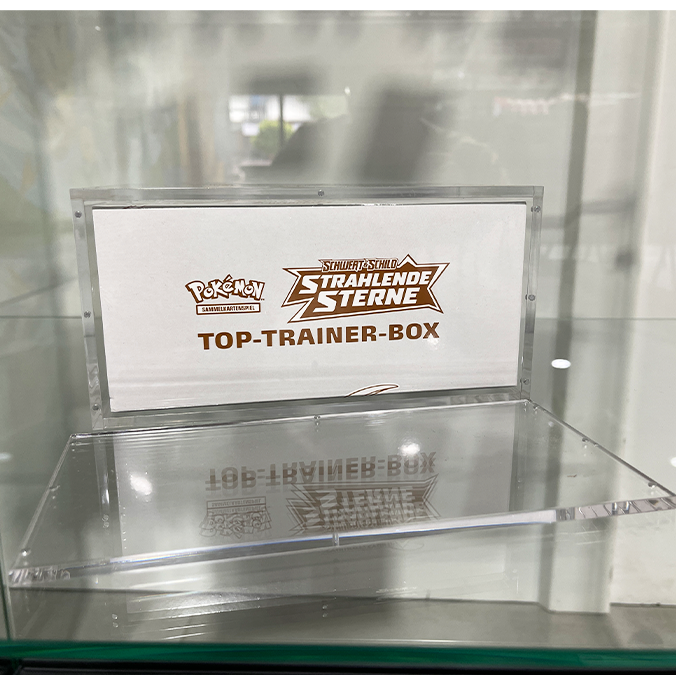 SCHWERT & SCHILD
POKéMON
STRAHLENDE
STERNE
SAMMELKARTENSPIEL
TOP-TRAINER-BOX